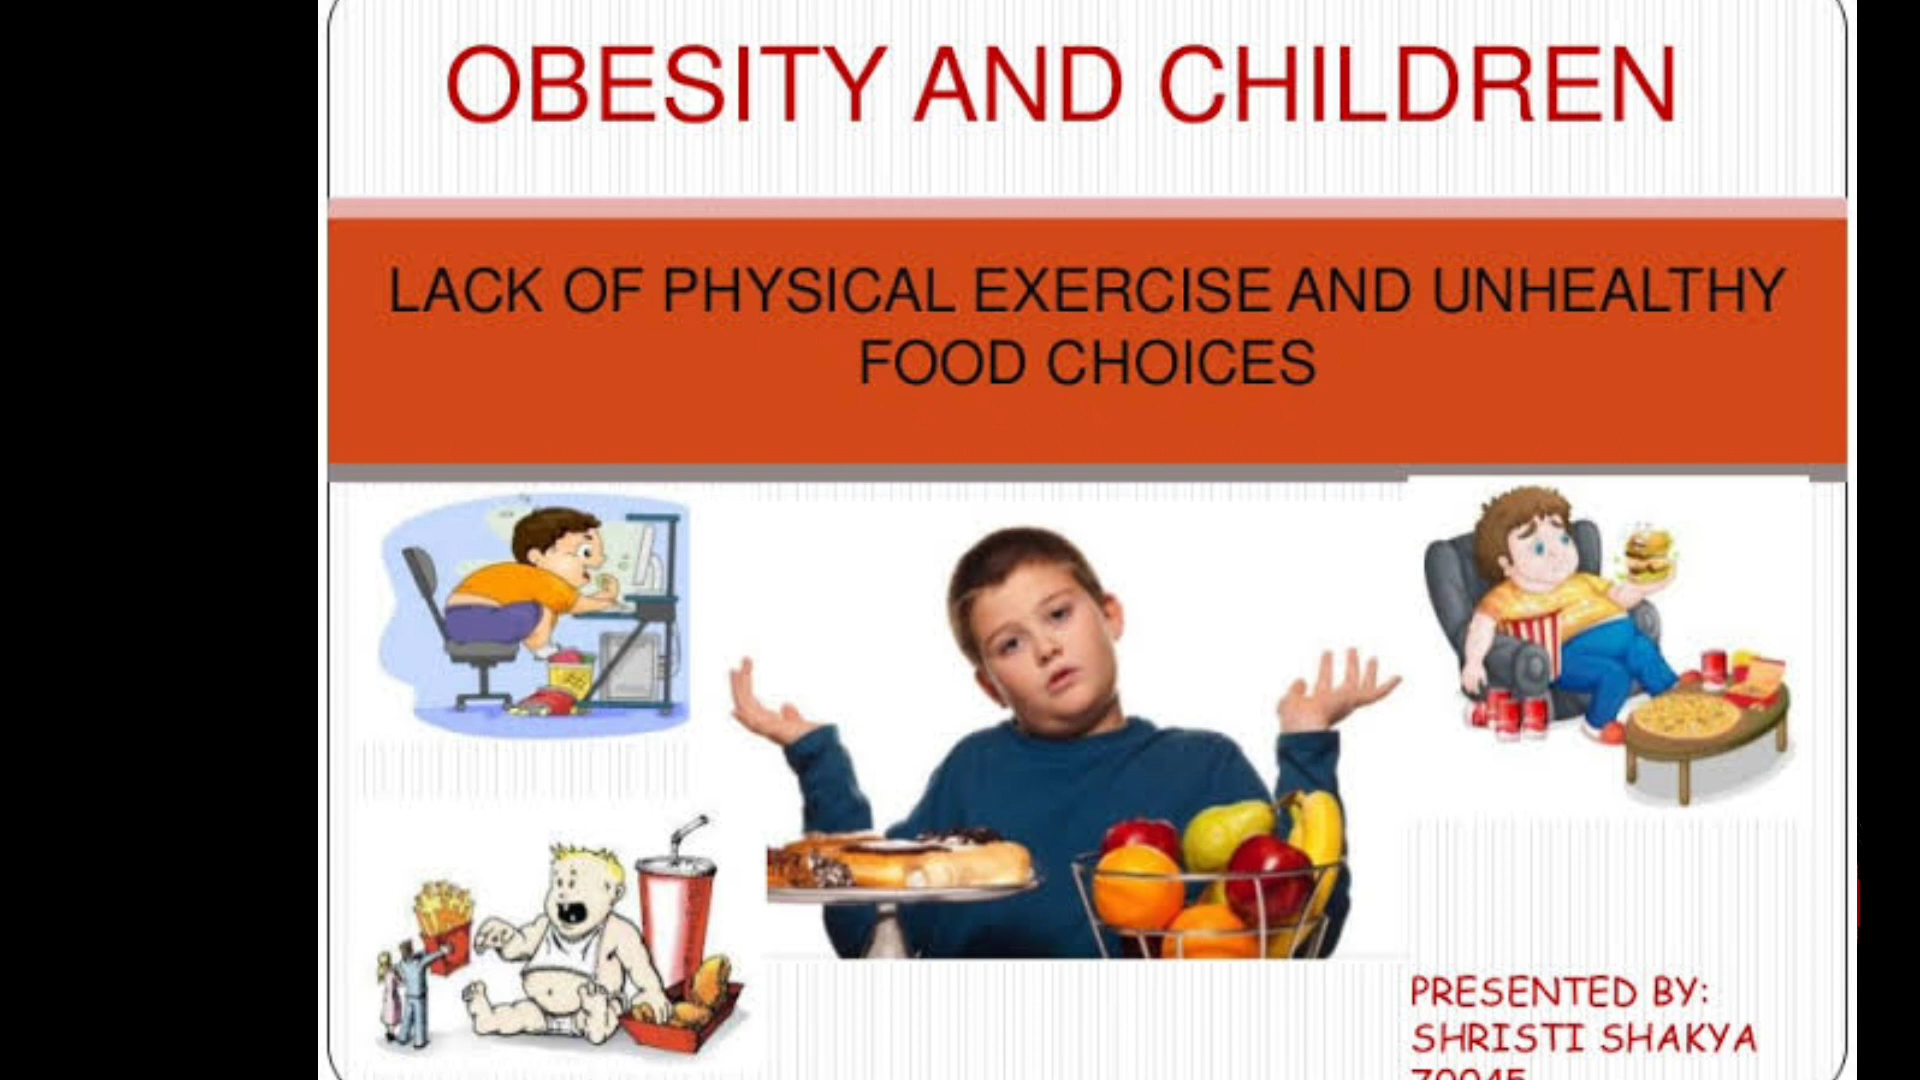 OBESITY AND CHILDREN
LACK OF PHYSICAL EXERCISE AND UNHEALTHY
FOOD CHOICES
PRESENTED BY:
SHRISTI SHAKYA